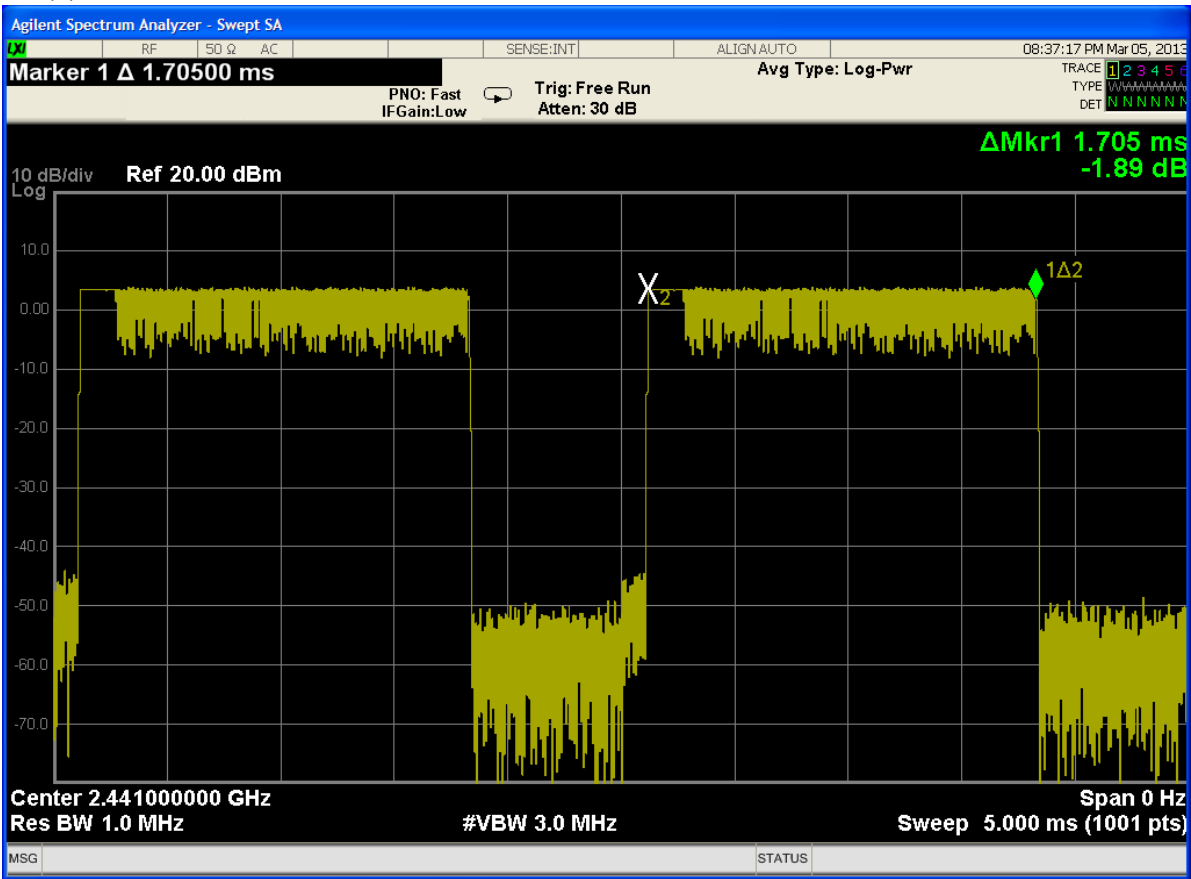 Agilent Spectrum Analyzer - Swept SA
LXI RF 50 Ω AC SENSE:INT ALIGN AUTO 08:37:17 PM Mar 05, 2013
Marker 1 Δ 1.70500 ms
PNO: Fast
IFGain:Low
Trig: Free Run
Atten: 30 dB
Avg Type: Log-Pwr
TRACE 1 2 3 4 5 6
TYPE
DET N N N N N N
ΔMkr1 1.705 ms
-1.89 dB
10 dB/div Ref 20.00 dBm
Log
10.0
1Δ2
X2
0.00
-10.0
-20.0
-30.0
-40.0
-50.0
-60.0
-70.0
Center 2.441000000 GHz Span 0 Hz
Res BW 1.0 MHz #VBW 3.0 MHz Sweep 5.000 ms (1001 pts)
MSG STATUS